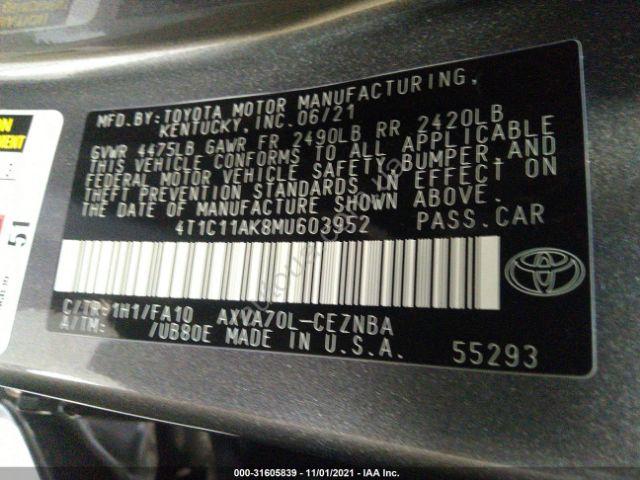 MFD.BY:TOYOTA MOTOR MANUFACTURING,
KENTUCKY,INC.06/21
GVWR 4475LB GAWR FR 2490LB RR 2420LB
THIS VEHICLE CONFORMS TO ALL APPLICABLE
FEDERAL MOTOR VEHICLE SAFETY,BUMPER,AND
THEFT PREVENTION STANDARDS IN EFFECT ON
THE DATE OF MANUFACTURE SHOWN ABOVE.
4T1C11AK8MU603952 PASS.CAR
C/TR:1H1/FA10 AXVA70L-CEZNBA
A/TM: /UB80E MADE IN U.S.A.
55293
51
000-31605839 - 11/01/2021 - IAA Inc.